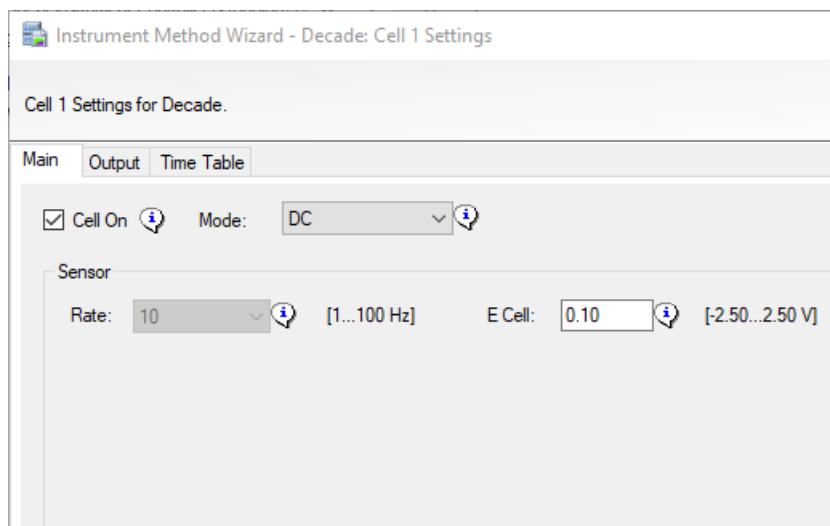 Instrument Method Wizard - Decade: Cell 1 Settings
Cell 1 Settings for Decade.
Main Output Time Table
Cell On Mode: DC
Sensor
Rate: 10 [1...100 Hz] E Cell: 0.10 [-2.50...2.50 V]